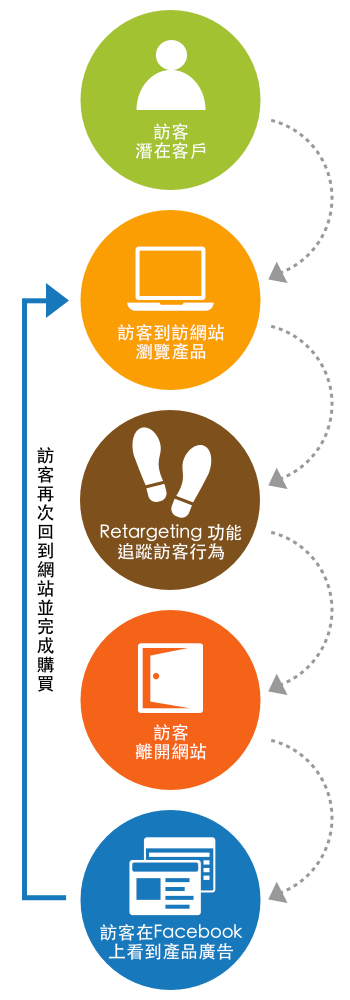 訪客
潛在客戶
訪客到訪網站
瀏覽產品
Retargeting 功能
追蹤訪客行為
訪客
離開網站
訪客在Facebook
上看到產品廣告
訪客再次回到網站並完成購買